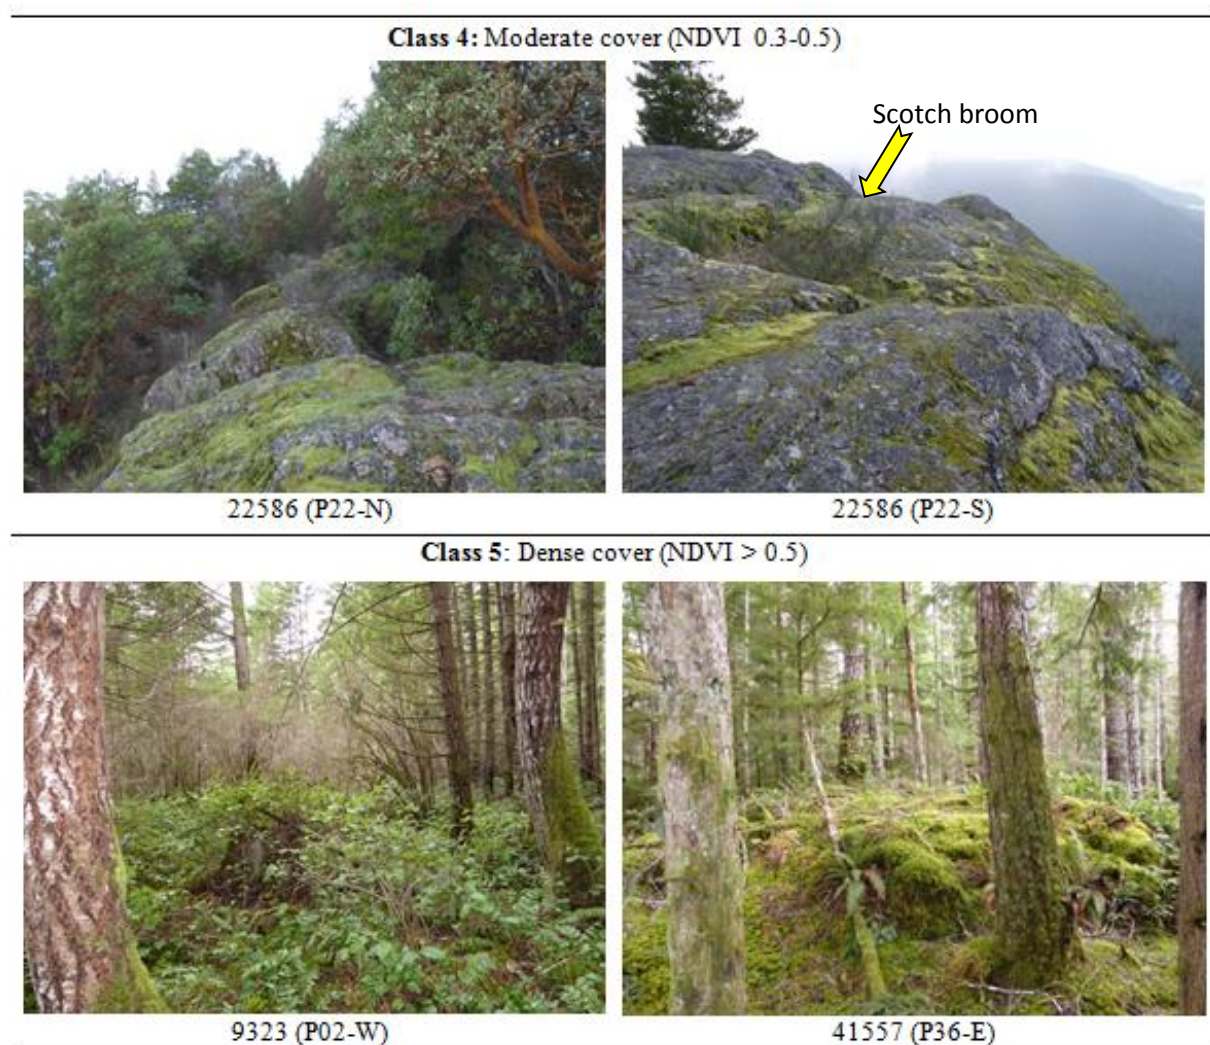 Class 4: Moderate cover (NDVI 0.3-0.5)
Scotch broom
22586 (P22-N)
22586 (P22-S)
Class 5: Dense cover (NDVI > 0.5)
9323 (P02-W)
41557 (P36-E)